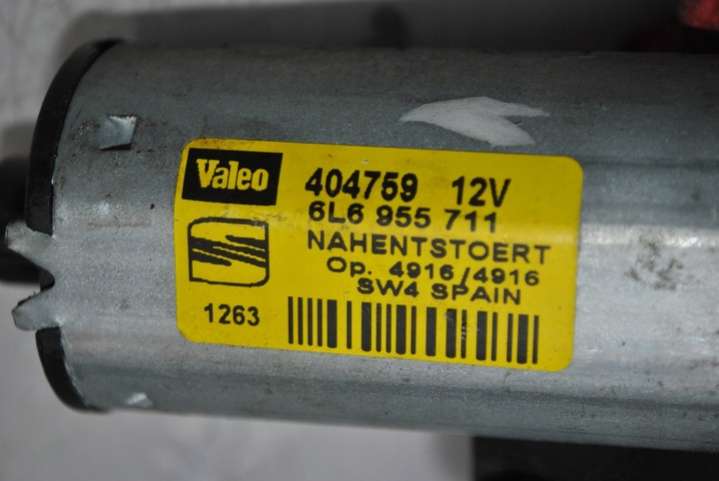 Valeo
404759 12V
6L6 955 711
NAHENTSTOERT
Op. 4916/4916
SW4 SPAIN
1263